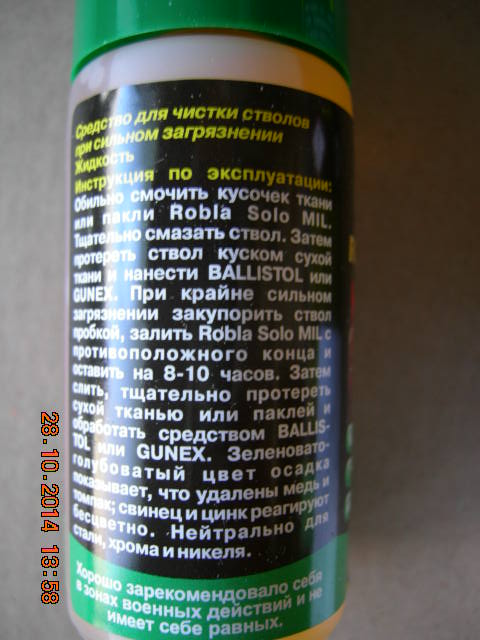 Средство для чистки стволов
при сильном загрязнении
Жидкость
Инструкция по эксплуатации:
Обильно смочить кусочек ткани
или пакли Robla Solo MIL.
Тщательно смазать ствол. Затем
протереть ствол куском сухой
ткани и нанести BALLISTOL или
GUNEX. При крайне сильном
загрязнении закупорить ствол
пробкой, залить Robla Solo MIL с
противоположного конца и
оставить на 8-10 часов. Затем
слить, тщательно протереть
сухой тканью или паклей и
обработать средством BALLIS-
TOL или GUNEX. Зеленовато-
голубоватый цвет осадка
показывает, что удалены медь и
томпак; свинец и цинк реагируют
бесцветно. Нейтрально для
стали, хрома и никеля.
Хорошо зарекомендовало себя
в зонах военных действий и не
имеет себе равных.
28.10.2014 13:58